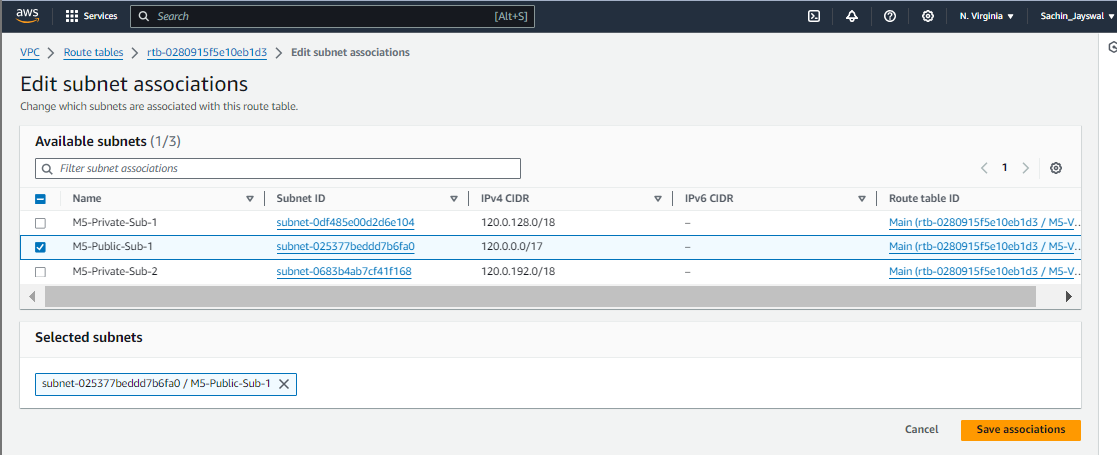 aws Services Search [Alt+S] N. Virginia Sachin_Jayswal
VPC Route tables rtb-0280915f5e10eb1d3 Edit subnet associations
Edit subnet associations
Change which subnets are associated with this route table.
Available subnets (1/3)
Filter subnet associations 1
Name Subnet ID IPv4 CIDR IPv6 CIDR Route table ID
M5-Private-Sub-1 subnet-0df485e00d2d6e104 120.0.128.0/18 – Main (rtb-0280915f5e10eb1d3 / M5-V…
M5-Public-Sub-1 subnet-025377beddd7b6fa0 120.0.0.0/17 – Main (rtb-0280915f5e10eb1d3 / M5-V…
M5-Private-Sub-2 subnet-0683b4ab7cf41f168 120.0.192.0/18 – Main (rtb-0280915f5e10eb1d3 / M5-V…
Selected subnets
subnet-025377beddd7b6fa0 / M5-Public-Sub-1
Cancel Save associations